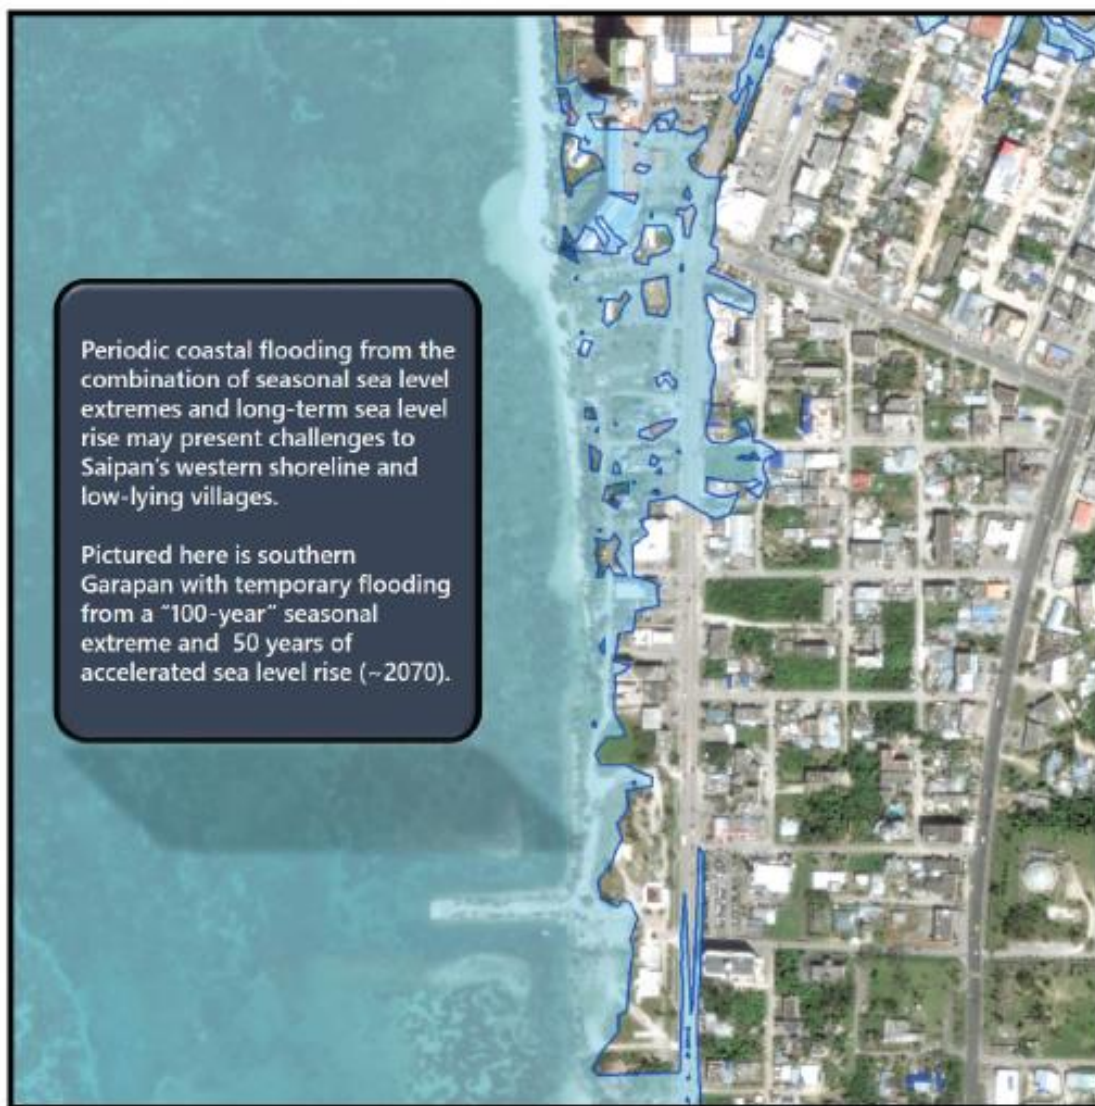 Periodic coastal flooding from the
combination of seasonal sea level
extremes and long-term sea level
rise may present challenges to
Saipan's western shoreline and
low-lying villages.
Pictured here is southern
Garapan with temporary flooding
from a "100-year" seasonal
extreme and 50 years of
accelerated sea level rise (~2070).